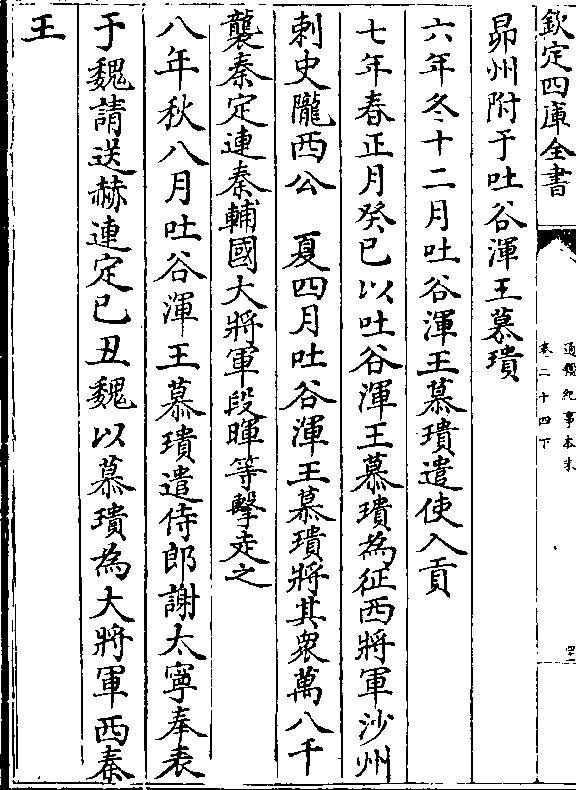 欽定四庫全書
通鑑紀事本末
卷二十四下
四二
昴州附于吐谷渾王慕璝
六年冬十二月吐谷渾王慕璝遣使入貢
七年春正月癸巳以吐谷渾王慕璝為征西將軍沙州
刺史隴西公　夏四月吐谷渾王慕璝將其衆萬八千
襲秦定連秦輔國大將軍段暉等擊走之
八年秋八月吐谷渾王慕璝遣侍郎謝太寧奉表
于魏請送赫連定己丑魏以慕璝為大將軍西秦
王